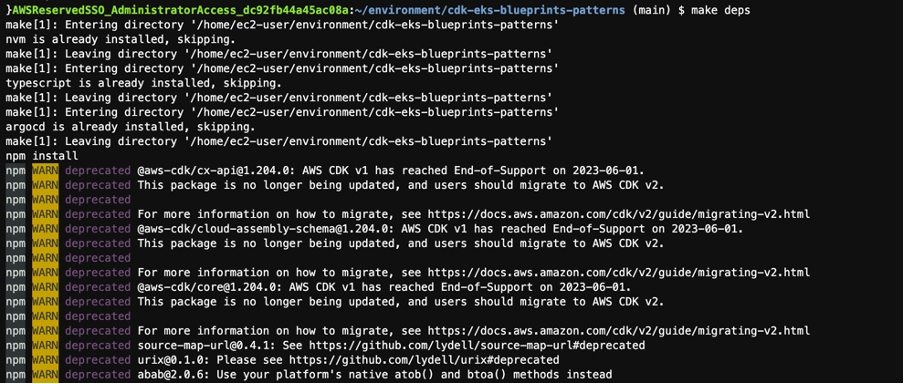 }AWSReservedSSO_AdministratorAccess_dc92fb44a45ac08a:~/environment/cdk-eks-blueprints-patterns (main) $ make deps
make[1]: Entering directory '/home/ec2-user/environment/cdk-eks-blueprints-patterns'
nvm is already installed, skipping.
make[1]: Leaving directory '/home/ec2-user/environment/cdk-eks-blueprints-patterns'
make[1]: Entering directory '/home/ec2-user/environment/cdk-eks-blueprints-patterns'
typescript is already installed, skipping.
make[1]: Leaving directory '/home/ec2-user/environment/cdk-eks-blueprints-patterns'
make[1]: Entering directory '/home/ec2-user/environment/cdk-eks-blueprints-patterns'
argocd is already installed, skipping.
make[1]: Leaving directory '/home/ec2-user/environment/cdk-eks-blueprints-patterns'
npm install
npm WARN deprecated @aws-cdk/cx-api@1.204.0: AWS CDK v1 has reached End-of-Support on 2023-06-01.
npm WARN deprecated This package is no longer being updated, and users should migrate to AWS CDK v2.
npm WARN deprecated
npm WARN deprecated For more information on how to migrate, see https://docs.aws.amazon.com/cdk/v2/guide/migrating-v2.html
npm WARN deprecated @aws-cdk/cloud-assembly-schema@1.204.0: AWS CDK v1 has reached End-of-Support on 2023-06-01.
npm WARN deprecated This package is no longer being updated, and users should migrate to AWS CDK v2.
npm WARN deprecated
npm WARN deprecated For more information on how to migrate, see https://docs.aws.amazon.com/cdk/v2/guide/migrating-v2.html
npm WARN deprecated @aws-cdk/core@1.204.0: AWS CDK v1 has reached End-of-Support on 2023-06-01.
npm WARN deprecated This package is no longer being updated, and users should migrate to AWS CDK v2.
npm WARN deprecated
npm WARN deprecated For more information on how to migrate, see https://docs.aws.amazon.com/cdk/v2/guide/migrating-v2.html
npm WARN deprecated source-map-url@0.4.1: See https://github.com/lydell/source-map-url#deprecated
npm WARN deprecated urix@0.1.0: Please see https://github.com/lydell/urix#deprecated
npm WARN deprecated abab@2.0.6: Use your platform's native atob() and btoa() methods instead